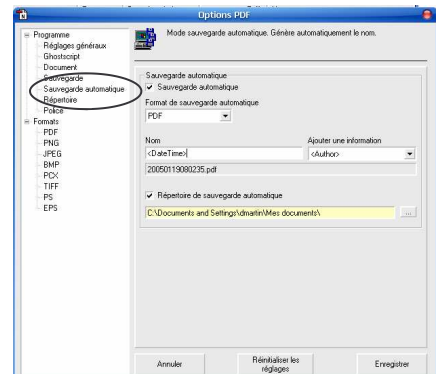 Options PDF
Programme
Réglages généraux
Ghostscript
Document
Sauvegarde
Sauvegarde automatique
Répertoire
Police
Formats
PDF
PNG
JPEG
BMP
PCX
TIFF
PS
EPS
Mode sauvegarde automatique. Génère automatiquement le nom.
Sauvegarde automatique
Sauvegarde automatique
Format de sauvegarde automatique
PDF
Nom
Ajouter une information
<DateTime>
<Author>
20050119080235.pdf
Répertoire de sauvegarde automatique
C:\Documents and Settings\dmartin\Mes documents\
...
Annuler
Réinitialiser les
réglages
Enregistrer